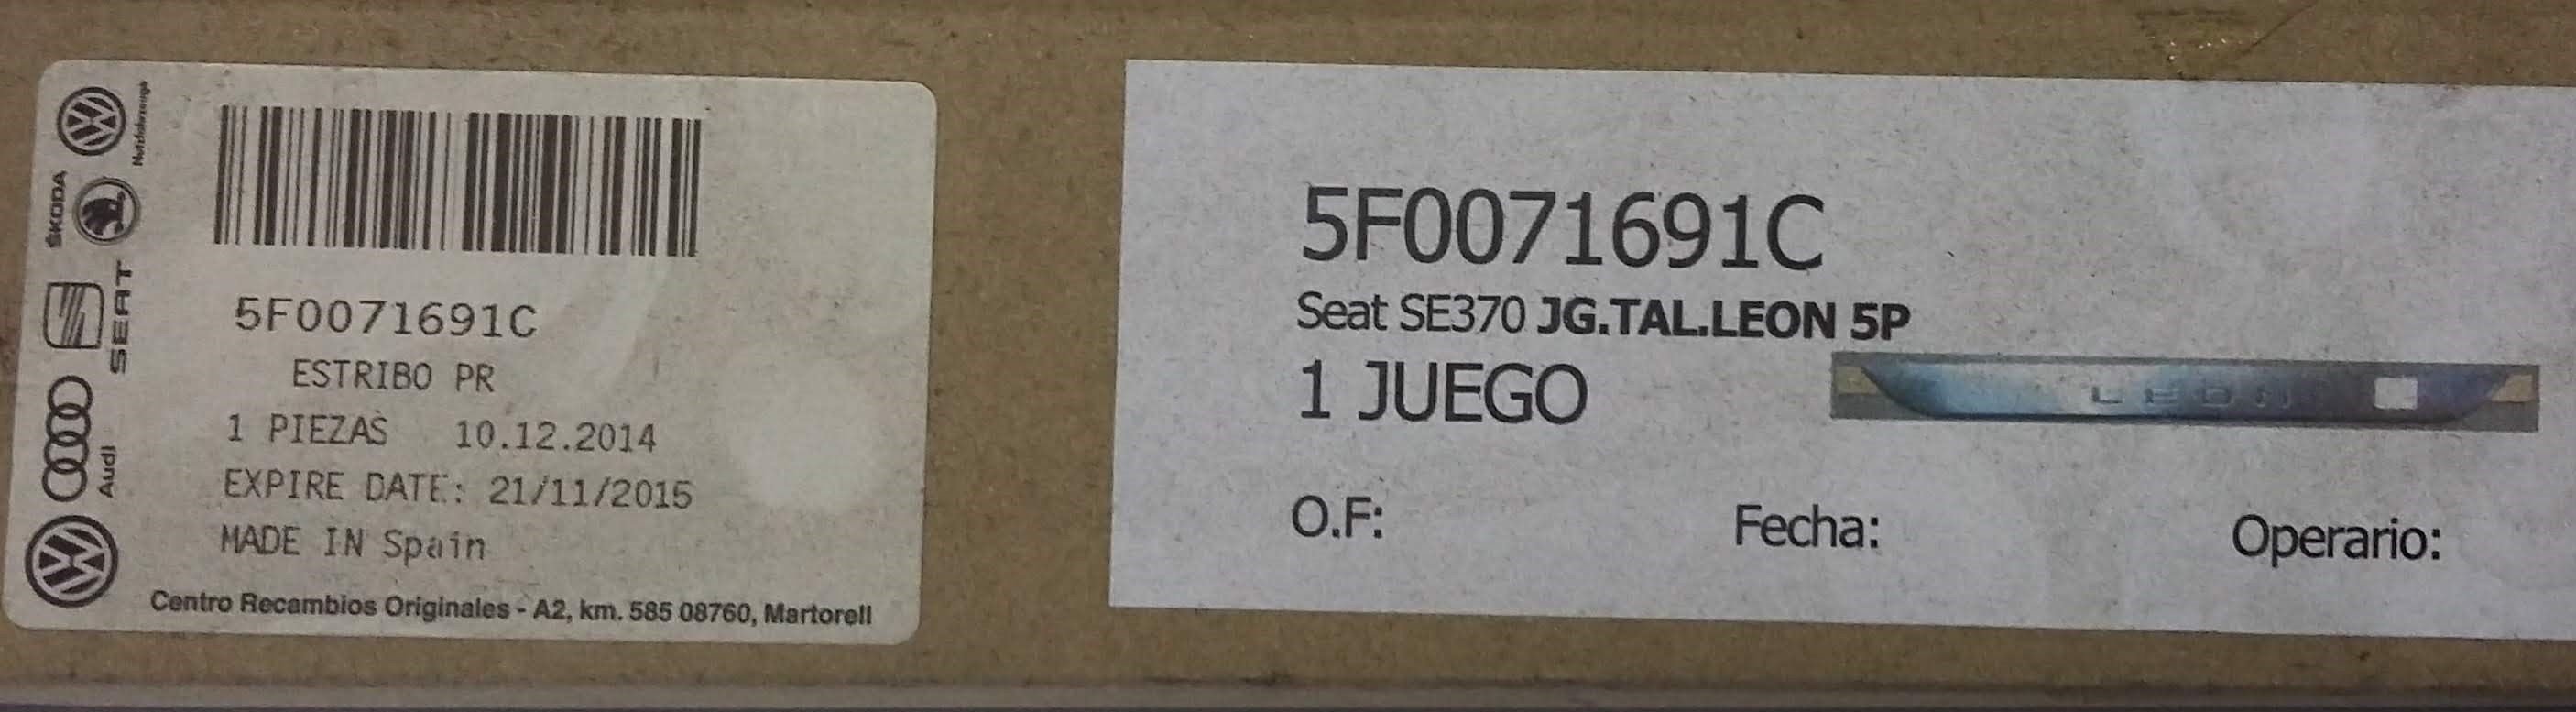 Nutzfahrzeuge
ŠKODA
SEAT
Audi
5F0071691C
ESTRIBO PR
1 PIEZAS 10.12.2014
EXPIRE DATE: 21/11/2015
MADE IN Spain
Centro Recambios Originales - A2, km. 585 08760, Martorell
5F0071691C
Seat SE370 JG.TAL.LEON 5P
1 JUEGO
LEON
O.F: Fecha: Operario: